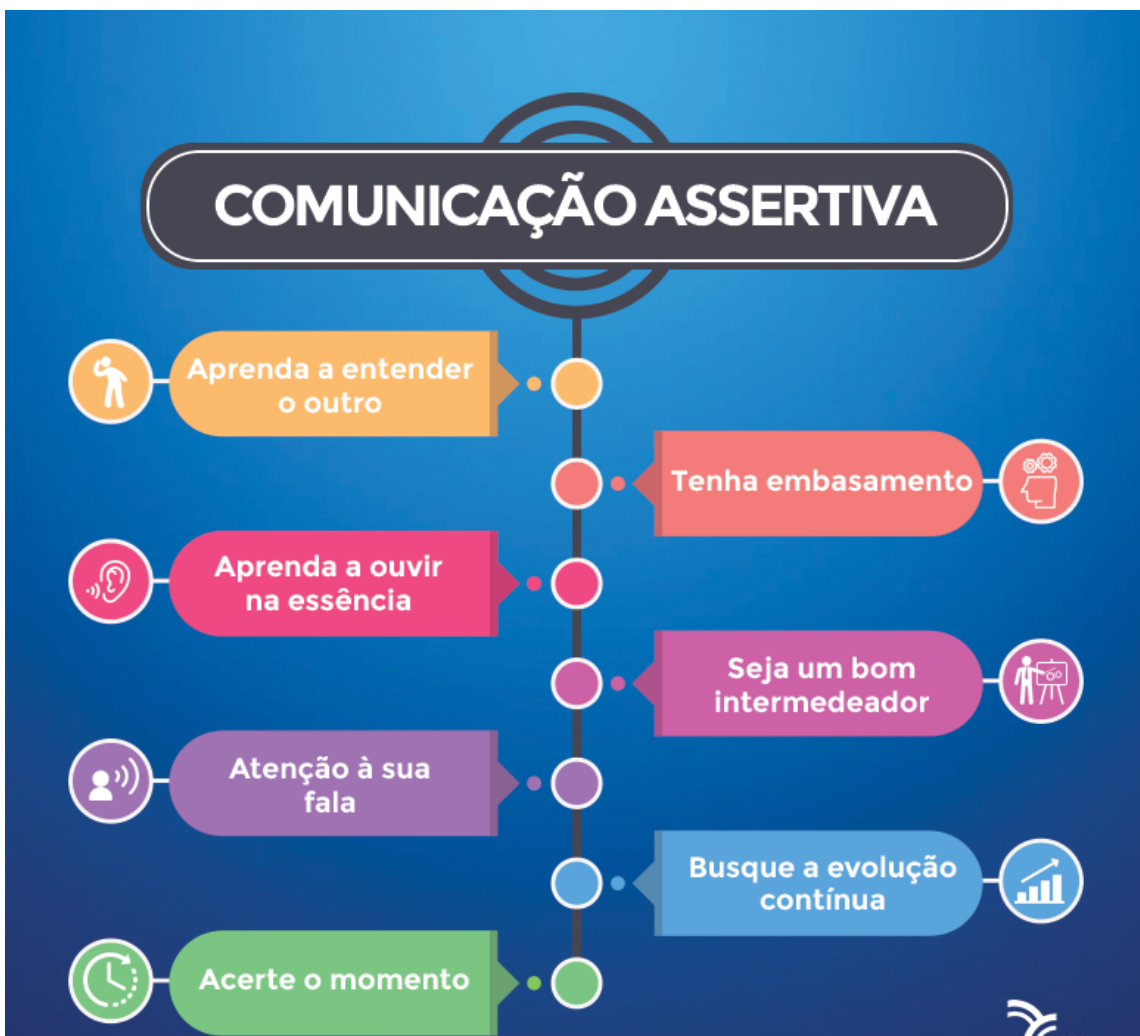 COMUNICAÇÃO ASSERTIVA
Aprenda a entender
o outro
Tenha embasamento
Aprenda a ouvir
na essência
Seja um bom
intermedeador
Atenção à sua
fala
Busque a evolução
contínua
Acerte o momento